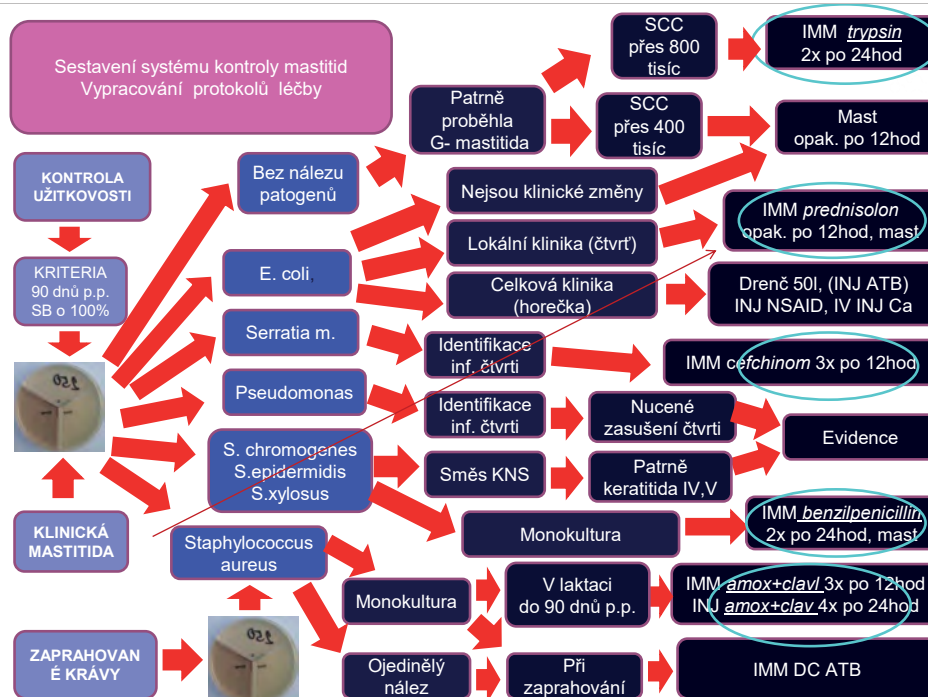 Sestavení systému kontroly mastitid
Vypracování protokolů léčby
KONTROLA
UŽITKOVOSTI
KRITERIA
90 dnů p.p.
SB o 100%
KLINICKÁ
MASTITIDA
ZAPRAHOVAN
É KRÁVY
Bez nálezu
patogenů
E. coli,
Serratia m.
Pseudomonas
S. chromogenes
S.epidermidis
S.xylosus
Staphylococcus
aureus
Patrně
proběhla
G- mastitida
SCC
přes 800
tisíc
SCC
přes 400
tisíc
Nejsou klinické změny
Lokální klinika (čtvrť)
Celková klinika
(horečka)
Identifikace
inf. čtvrti
Identifikace
inf. čtvrti
Nucené
zasušení čtvrti
Směs KNS
Patrně
keratitida IV,V
Monokultura
Monokultura
V laktaci
do 90 dnů p.p.
Ojedinělý
nález
Při
zaprahování
IMM trypsin
2x po 24hod
Mast
opak. po 12hod
IMM prednisolon
opak. po 12hod, mast
Drenč 50l, (INJ ATB)
INJ NSAID, IV INJ Ca
IMM cefchinom 3x po 12hod
Evidence
IMM benzilpenicillin
2x po 24hod, mast
IMM amox+clavl 3x po 12hod
INJ amox+clav 4x po 24hod
IMM DC ATB